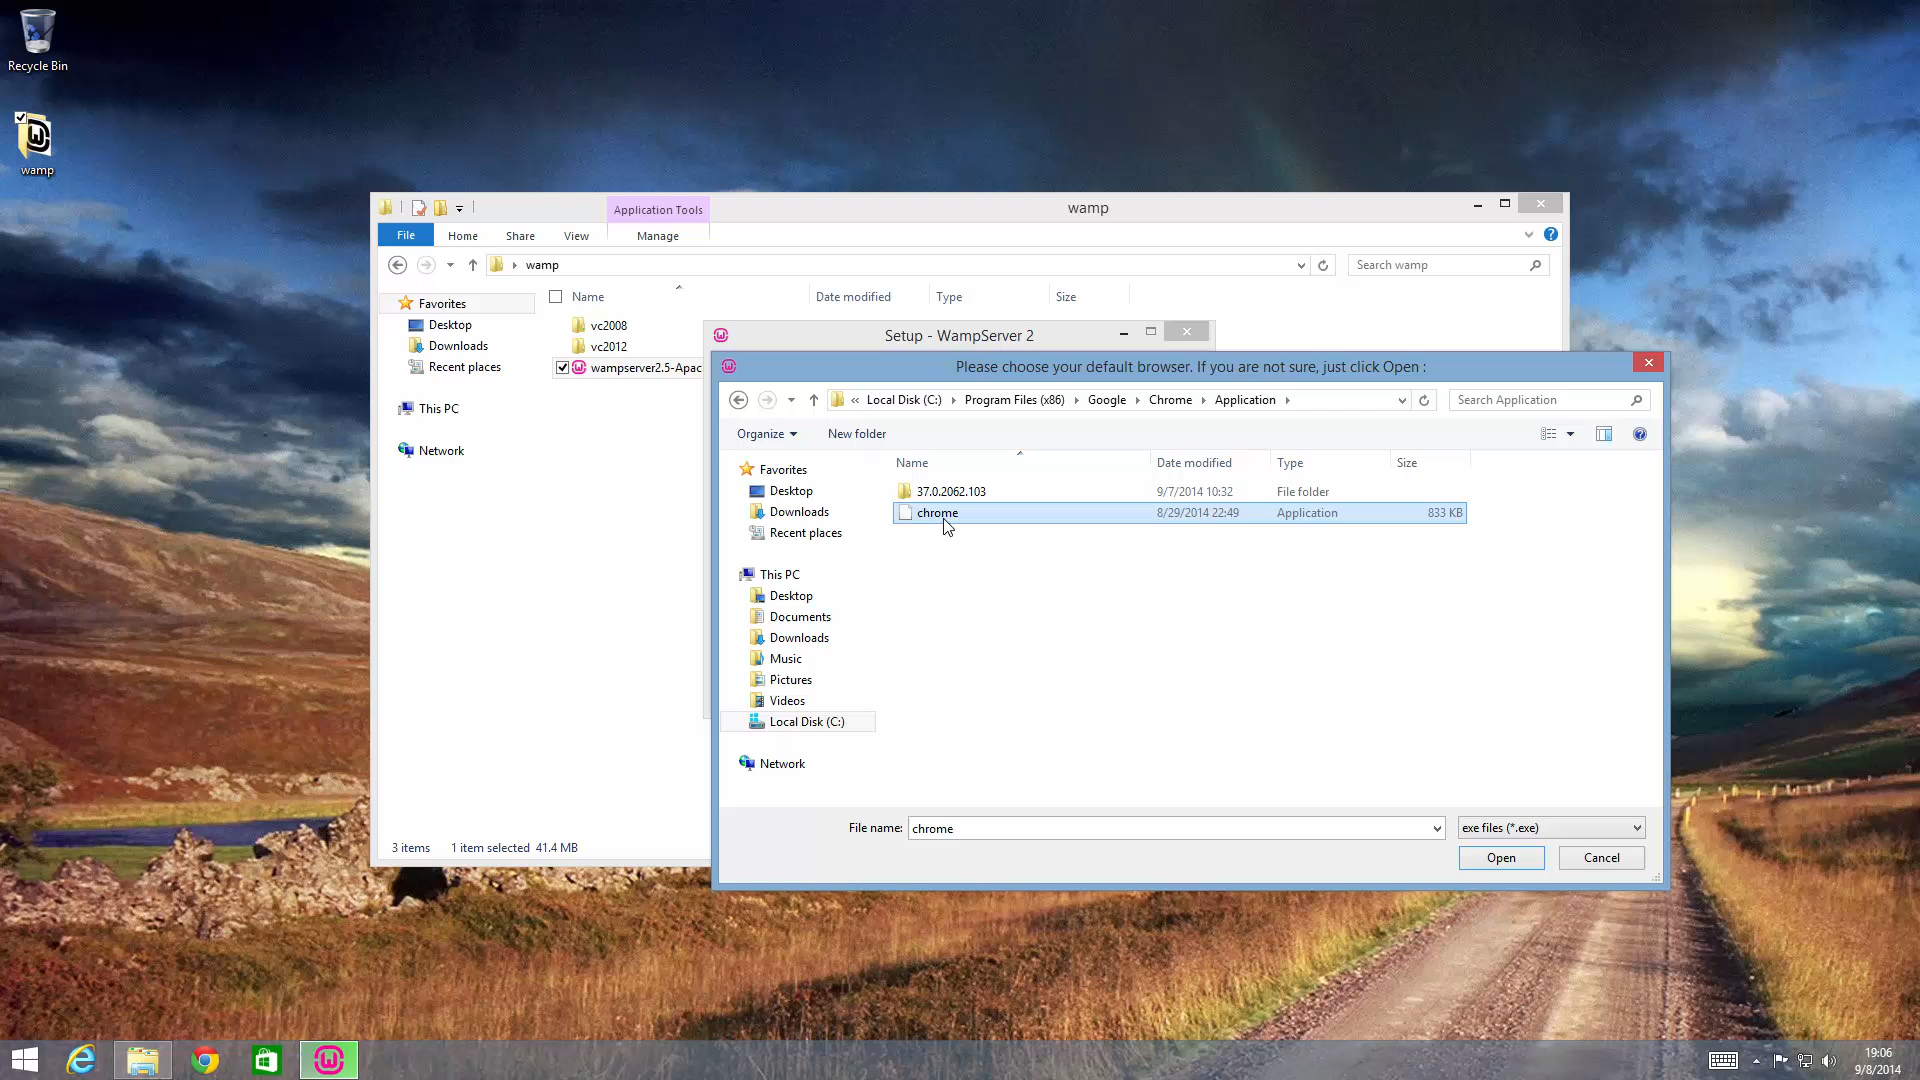 Recycle Bin
wamp
Application Tools
wamp
File
Home
Share
View
Manage
wamp
Search wamp
Name
Date modified
Type
Size
Favorites
Desktop
Downloads
Recent places
This PC
Network
vc2008
vc2012
wampserver2.5-Apac
3 items
1 item selected 41.4 MB
Setup - WampServer 2
Please choose your default browser. If you are not sure, just click Open :
« Local Disk (C:)
Program Files (x86)
Google
Chrome
Application
Search Application
Organize
New folder
Name
Date modified
Type
Size
Favorites
Desktop
Downloads
Recent places
This PC
Desktop
Documents
Downloads
Music
Pictures
Videos
Local Disk (C:)
Network
37.0.2062.103
9/7/2014 10:32
File folder
chrome
8/29/2014 22:49
Application
833 KB
File name:
chrome
exe files (*.exe)
Open
Cancel
19:06
9/8/2014